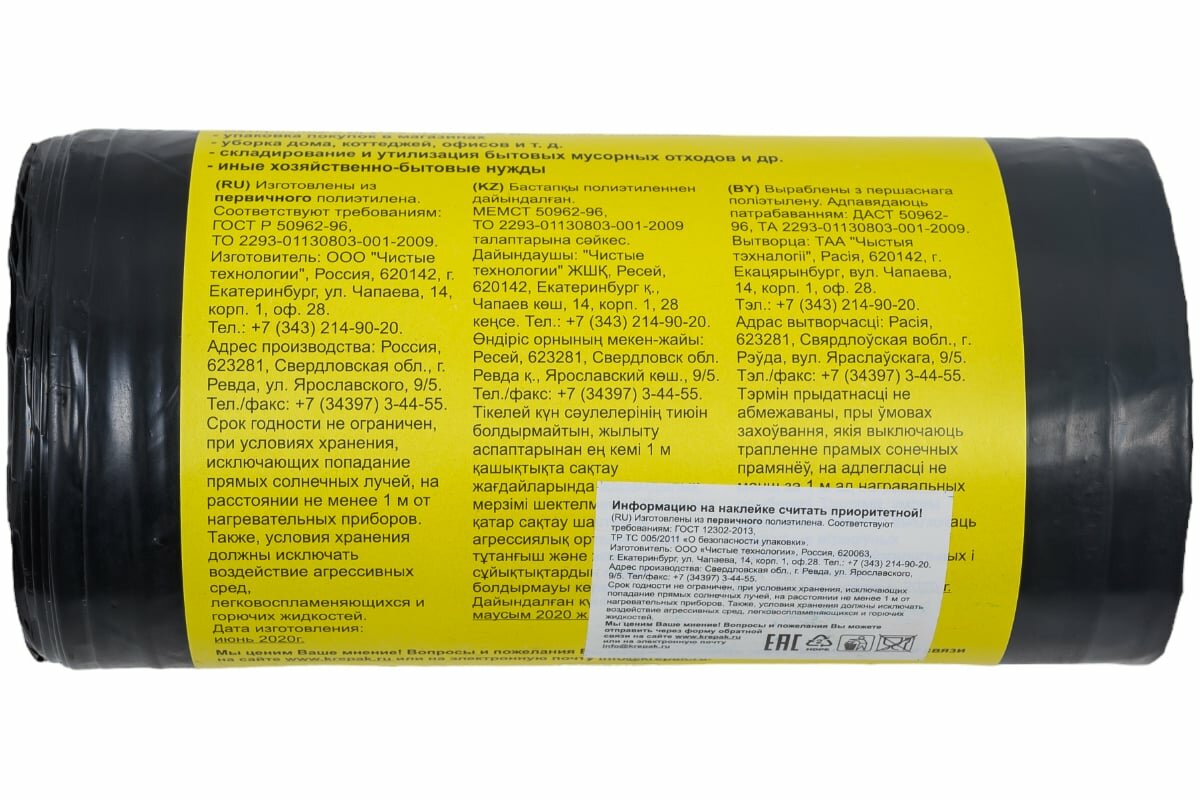 - упаковка покупок в магазинах
- уборка дома, коттеджей, офисов и т. д.
- складирование и утилизация бытовых мусорных отходов и др.
- иные хозяйственно-бытовые нужды
(RU) Изготовлены из
первичного полиэтилена.
Соответствуют требованиям:
ГОСТ Р 50962-96,
ТО 2293-01130803-001-2009.
Изготовитель: ООО "Чистые
технологии", Россия, 620142, г.
Екатеринбург, ул. Чапаева, 14,
корп. 1, оф. 28.
Тел.: +7 (343) 214-90-20.
Адрес производства: Россия,
623281, Свердловская обл., г.
Ревда, ул. Ярославского, 9/5.
Тел./факс: +7 (34397) 3-44-55.
Срок годности не ограничен,
при условиях хранения,
исключающих попадание
прямых солнечных лучей, на
расстоянии не менее 1 м от
нагревательных приборов.
Также, условия хранения
должны исключать
воздействие агрессивных
сред,
легковоспламеняющихся и
горючих жидкостей.
Дата изготовления:
июнь 2020г.
(KZ) Бастапқы полиэтиленнен
дайындалған.
МЕМСТ 50962-96,
ТО 2293-01130803-001-2009
талаптарына сәйкес.
Дайындаушы: "Чистые
технологии" ЖШҚ, Ресей,
620142, Екатеринбург қ.,
Чапаев көш, 14, корп. 1, 28
кеңсе. Тел.: +7 (343) 214-90-20.
Өндіріс орнының мекен-жайы:
Ресей, 623281, Свердловск обл.
Ревда қ., Ярославский көш., 9/5.
Тел./факс: +7 (34397) 3-44-55.
Тікелей күн сәулелерінің тиюін
болдырмайтын, жылыту
аспаптарынан ең кемі 1 м
қашықтықта сақтау
жағдайларында
мерзімі шектелм
қатар сақтау ша
агрессиялық ор
тұтанғыш және
сұйықтықтарды
болдырмауы ке
Дайындалған кү
маусым 2020 ж
(BY) Выраблены з першаснага
поліэтылену. Адпавядаюць
патрабаванням: ДАСТ 50962-
96, ТА 2293-01130803-001-2009.
Вытворца: ТАА "Чыстыя
тэхналогіі", Расія, 620142, г.
Екацярынбург, вул. Чапаева,
14, корп. 1, оф. 28.
Тэл.: +7 (343) 214-90-20.
Адрас вытворчасці: Расія,
623281, Свярдлоўская вобл., г.
Рэўда, вул. Яраслаўскага, 9/5.
Тэл./факс: +7 (34397) 3-44-55.
Тэрмін прыдатнасці не
абмежаваны, пры ўмовах
захоўвання, якія выключаюць
трапленне прамых сонечных
прамянёў, на адлегласці не
менш за 1 м ад награвальных
Мы ценим Ваше мнение! Вопросы и пожелания В
связи
на сайте www.krepak.ru или на электронную почту
Информацию на наклейке считать приоритетной!
(RU) Изготовлены из первичного полиэтилена. Соответствуют
требованиям: ГОСТ 12302-2013,
ТР ТС 005/2011 «О безопасности упаковки».
Изготовитель: ООО «Чистые технологии», Россия, 620063,
г. Екатеринбург, ул. Чапаева, 14, корп. 1, оф.28. Тел.: +7 (343) 214-90-20.
Адрес производства: Свердловская обл., г. Ревда, ул. Ярославского,
9/5. Тел/факс: +7 (34397) 3-44-55.
Срок годности не ограничен, при условиях хранения, исключающих
попадание прямых солнечных лучей, на расстоянии не менее 1 м от
нагревательных приборов. Также, условия хранения должны исключать
воздействие агрессивных сред, легковоспламеняющихся и горючих
жидкостей.
Мы ценим Ваше мнение! Вопросы и пожелания Вы можете
отправить через форму обратной
связи на сайте www.krepak.ru
или на электронную почту
info@krepak.ru
EAC
HDPE